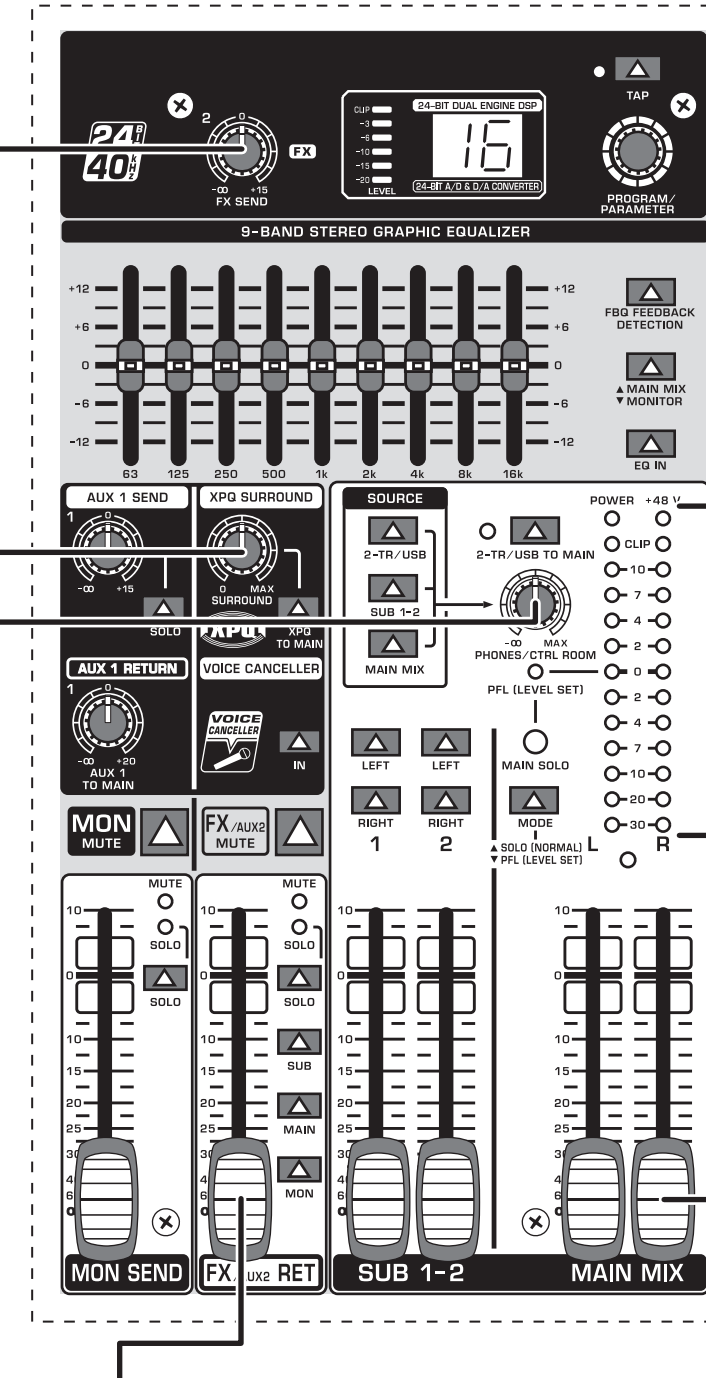 TAP
24 BIT
40 kHz
2
0
-∞ +15
FX SEND
FX
CLIP
-3
-6
-10
-15
-20
LEVEL
24-BIT DUAL ENGINE DSP
16
24-BIT A/D & D/A CONVERTER
PROGRAM/
PARAMETER
9-BAND STEREO GRAPHIC EQUALIZER
+12 +12
+6 +6
0 0
-6 -6
-12 -12
63 125 250 500 1k 2k 4k 8k 16k
FBQ FEEDBACK
DETECTION
▲ MAIN MIX
▼ MONITOR
EQ IN
AUX 1 SEND
1
0
-∞ +15
SOLO
XPQ SURROUND
0 MAX
SURROUND
XPQ
XPQ
TO MAIN
AUX 1 RETURN
1
0
-∞ +20
AUX 1
TO MAIN
VOICE CANCELLER
VOICE
CANCELLER
IN
SOURCE
2-TR/USB
SUB 1-2
MAIN MIX
2-TR/USB TO MAIN
-∞ MAX
PHONES/CTRL ROOM
PFL (LEVEL SET)
MAIN SOLO
MODE
▲ SOLO (NORMAL)
▼ PFL (LEVEL SET)
POWER +48 V
CLIP
10
7
4
2
0
2
4
7
10
20
30
L R
LEFT LEFT
RIGHT RIGHT
1 2
MON
MUTE
FX/AUX2
MUTE
MUTE
SOLO
SOLO
10
0
10
15
20
25
30
MON SEND
MUTE
SOLO
SOLO
SUB
MAIN
MON
10
0
10
15
20
25
30
FX/AUX2 RET
10
0
10
15
20
25
30
SUB 1-2
10
0
10
15
20
25
30
MAIN MIX